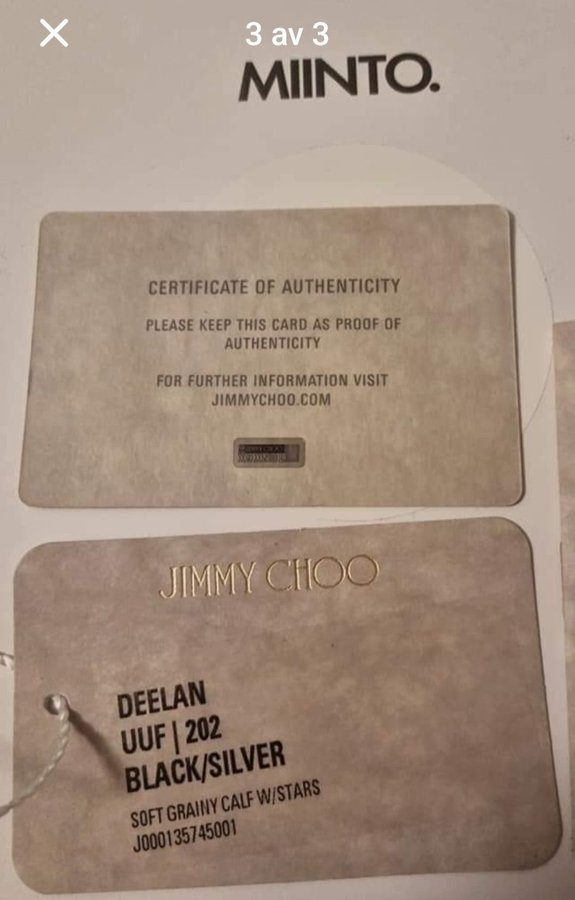 3 av 3
MIINTO.
CERTIFICATE OF AUTHENTICITY
PLEASE KEEP THIS CARD AS PROOF OF
AUTHENTICITY
FOR FURTHER INFORMATION VISIT
JIMMYCHOO.COM
JIMMY CHOO
DEELAN
UUF | 202
BLACK/SILVER
SOFT GRAINY CALF W/STARS
J000135745001